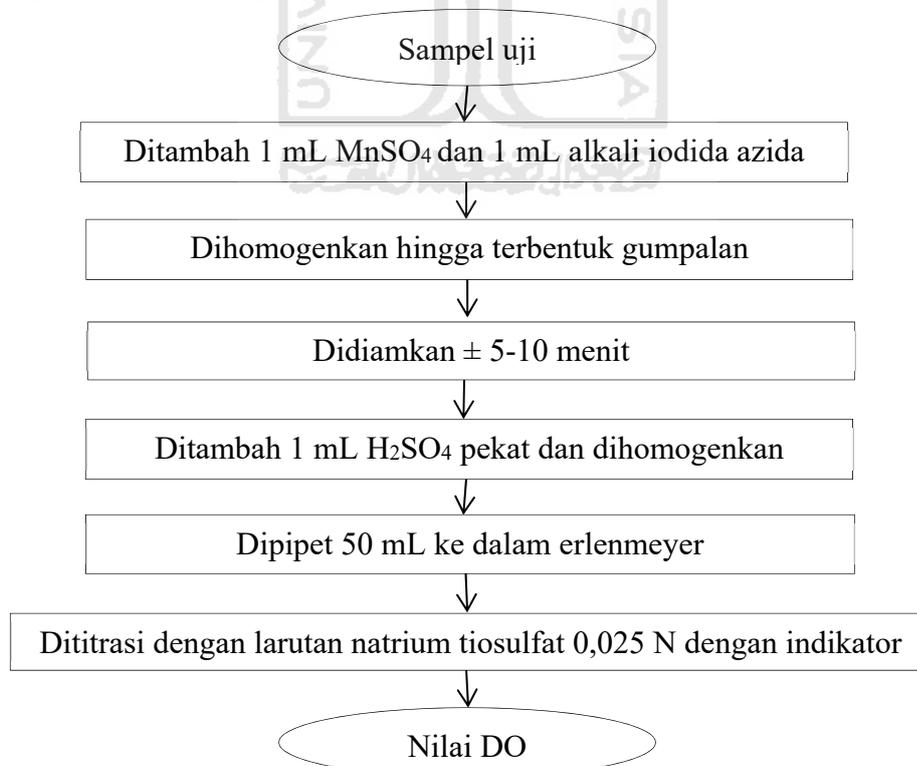 Sampel uji
Ditambah 1 mL MnSO₄ dan 1 mL alkali iodida azida
Dihomogenkan hingga terbentuk gumpalan
Didiamkan ± 5-10 menit
Ditambah 1 mL H₂SO₄ pekat dan dihomogenkan
Dipipet 50 mL ke dalam erlenmeyer
Dititrasi dengan larutan natrium tiosulfat 0,025 N dengan indikator
Nilai DO